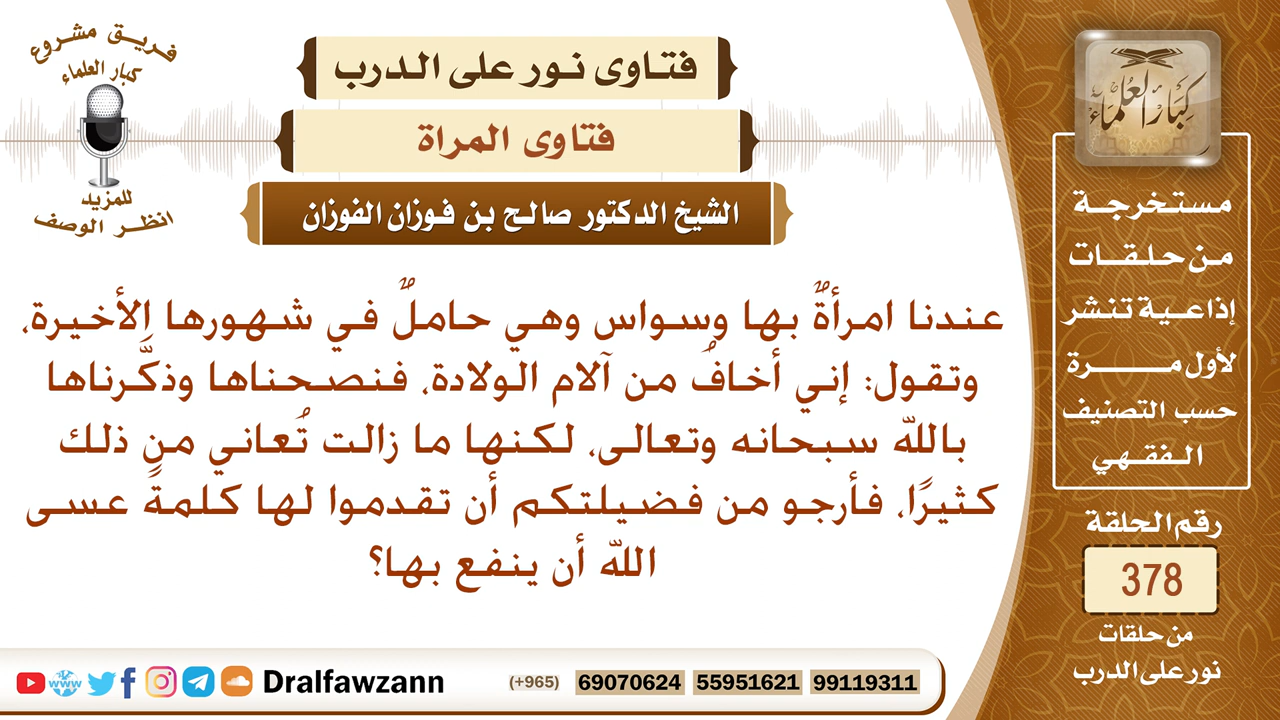 فريق مشروع
كبار العلماء
للمزيد
انظر الوصف
فتاوى نور على الدرب
فتاوى المراة
الشيخ الدكتور صالح بن فوزان الفوزان
عندنا امرأةٌ بها وسواس وهي حاملٌ في شهورها الأخيرة،
وتقول: إني أخافُ من آلام الولادة، فنصحناها وذكَّرناها
بالله سبحانه وتعالى، لكنها ما زالت تُعاني من ذلك
كثيرًا، فأرجو من فضيلتكم أن تقدموا لها كلمةً عسى
الله أن ينفع بها؟
كبار العلماء
مستخرجة
من حلقات
إذاعية تنشر
لأول مرة
حسب التصنيف
الفقهي
رقم الحلقة
378
من حلقات
نور على الدرب
www Dralfawzann (+965) 69070624 55951621 99119311